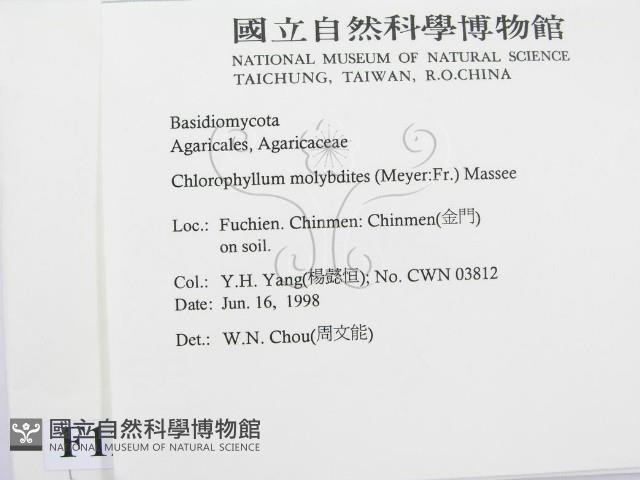 國立自然科學博物館
NATIONAL MUSEUM OF NATURAL SCIENCE
TAICHUNG, TAIWAN, R.O.CHINA
Basidiomycota
Agaricales, Agaricaceae
Chlorophyllum molybdites (Meyer:Fr.) Massee
Loc.: Fuchien. Chinmen: Chinmen(金門)
on soil.
Col.: Y.H. Yang(楊懿恒); No. CWN 03812
Date: Jun. 16, 1998
Det.: W.N. Chou(周文能)
國立自然科學博物館
NATIONAL MUSEUM OF NATURAL SCIENCE